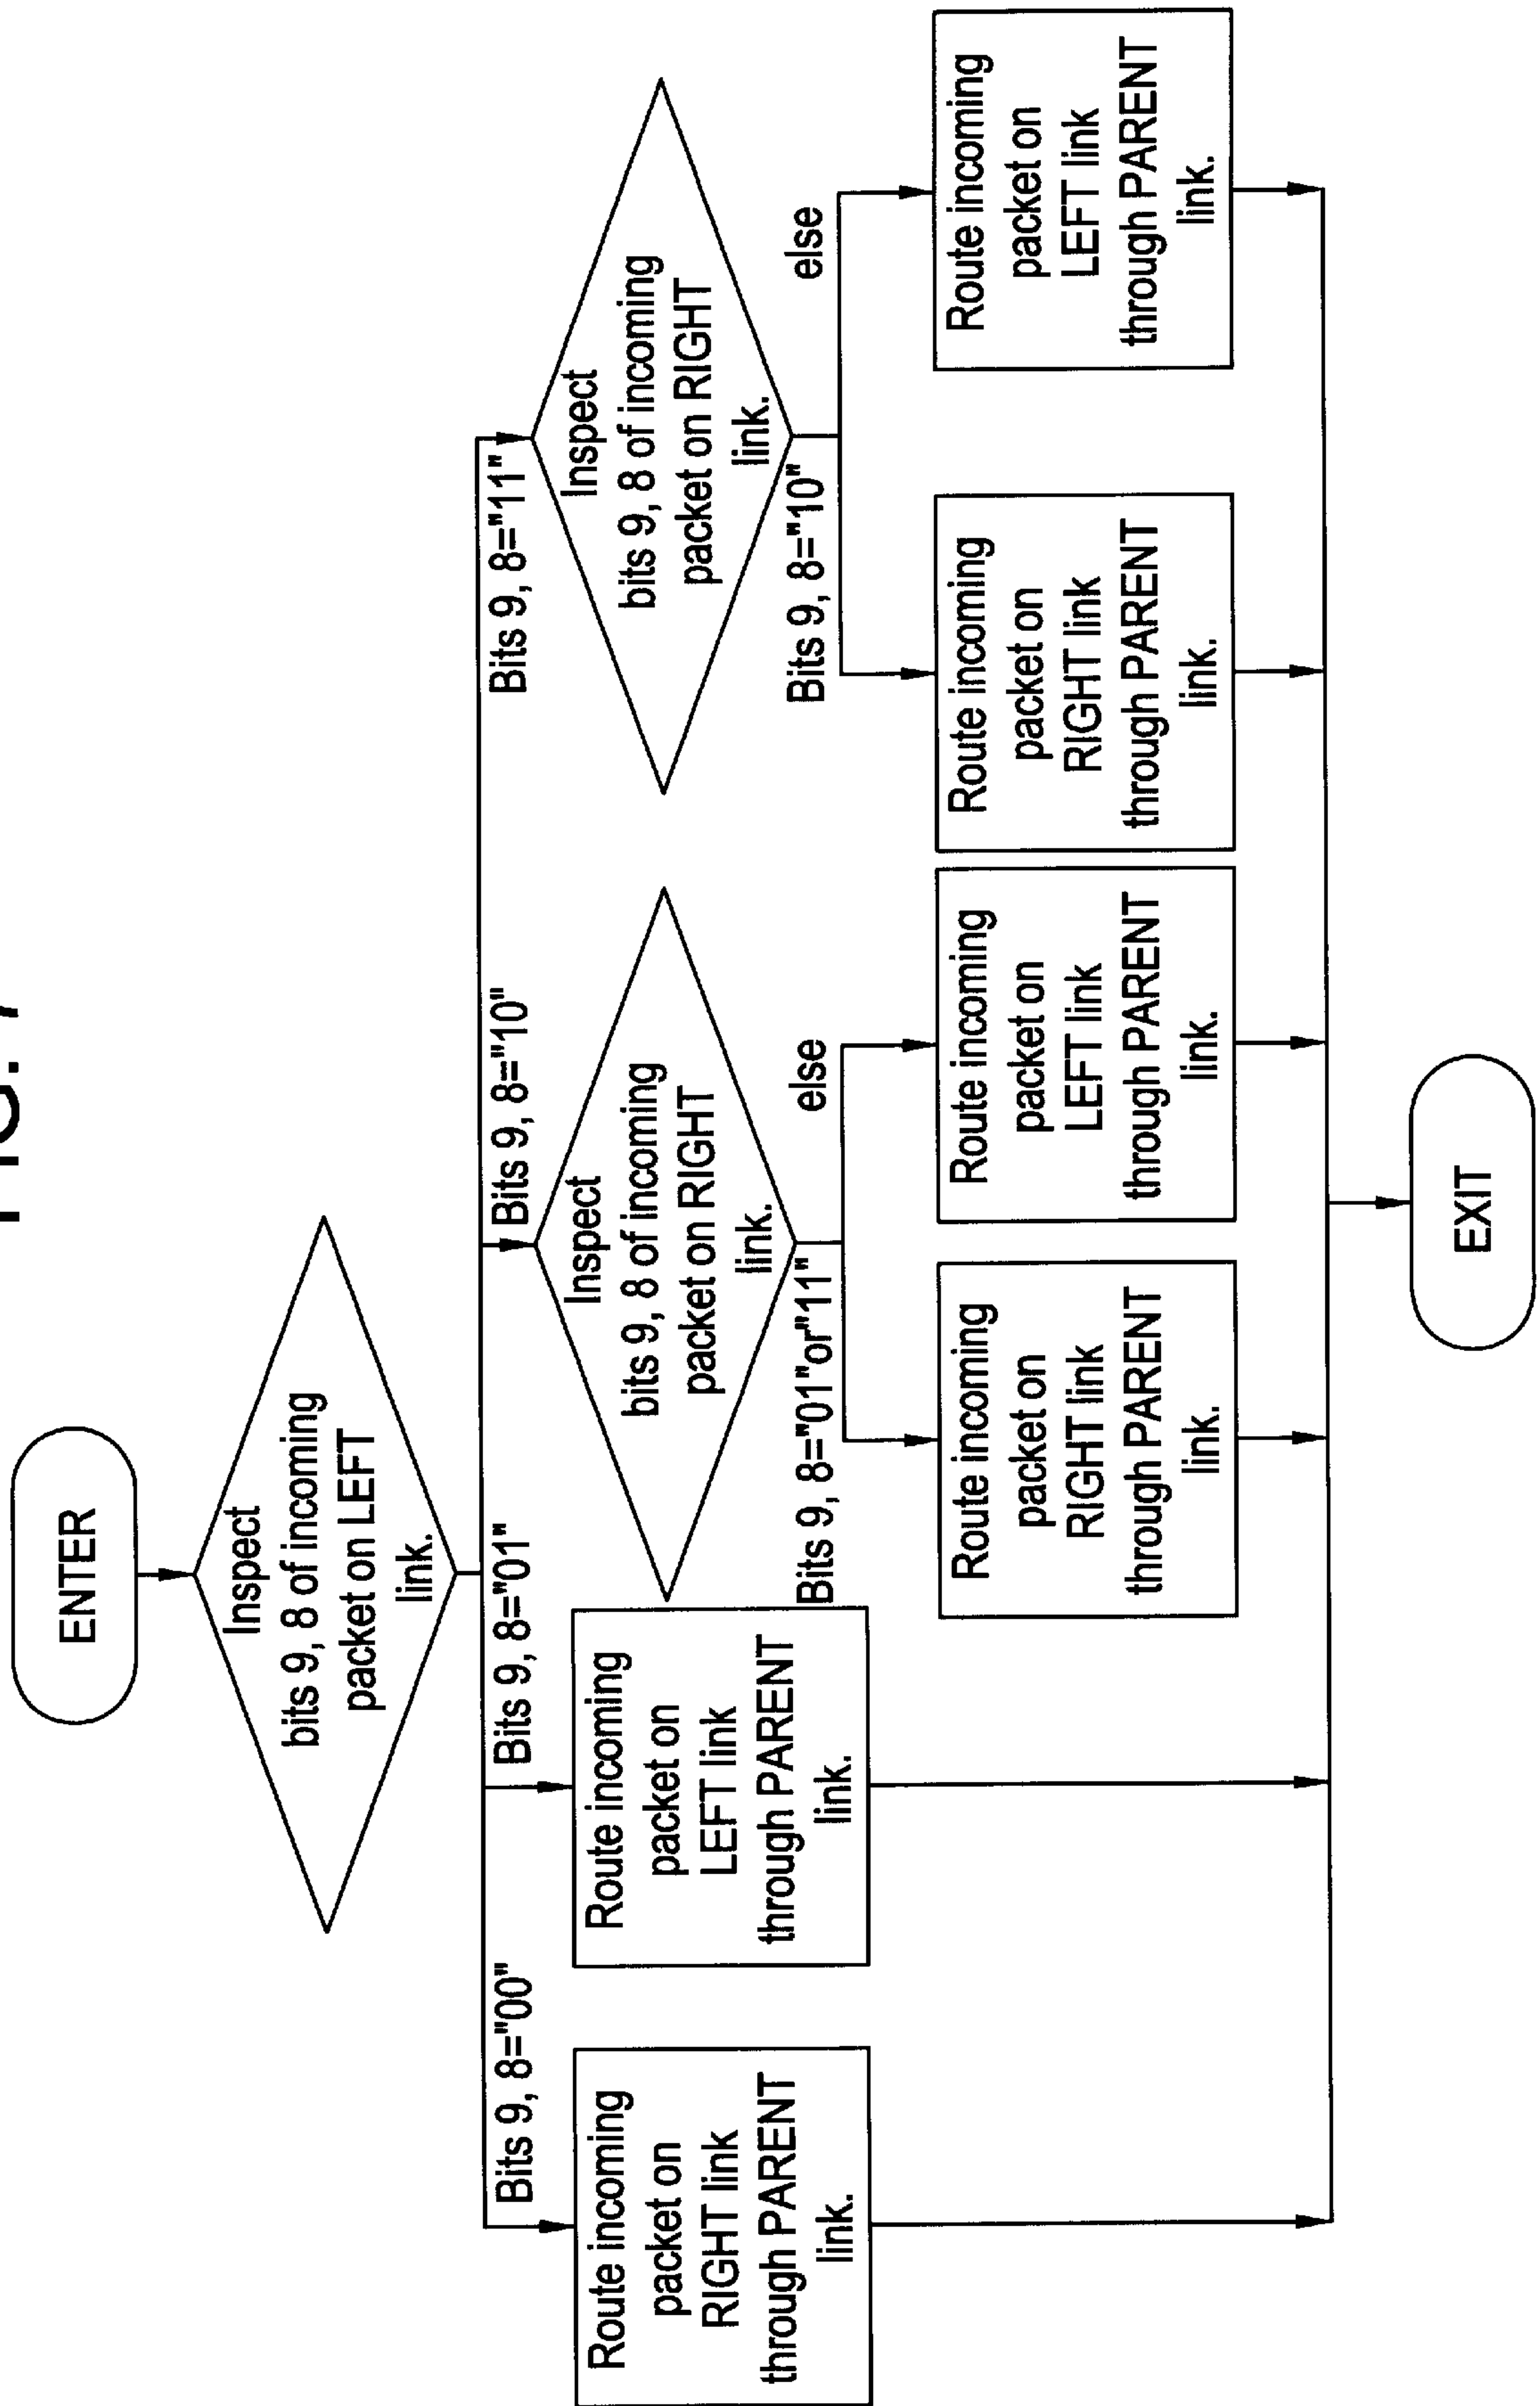 FIG. 7
ENTER
Inspect
bits 9, 8 of incoming
packet on LEFT
link.
Bits 9, 8="00"
Bits 9, 8="01"
Bits 9, 8="10"
Bits 9, 8="11"
Route incoming
packet on
RIGHT link
through PARENT
link.
Route incoming
packet on
LEFT link
through PARENT
link.
Inspect
bits 9, 8 of incoming
packet on RIGHT
link.
Inspect
bits 9, 8 of incoming
packet on RIGHT
link.
Bits 9, 8="01"or"11"
else
Bits 9, 8="10"
else
Route incoming
packet on
RIGHT link
through PARENT
link.
Route incoming
packet on
LEFT link
through PARENT
link.
Route incoming
packet on
RIGHT link
through PARENT
link.
Route incoming
packet on
LEFT link
through PARENT
link.
EXIT